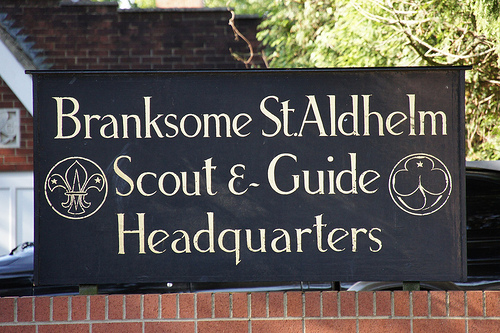 Branksome St.Aldhelm
Scout & Guide
Headquarters